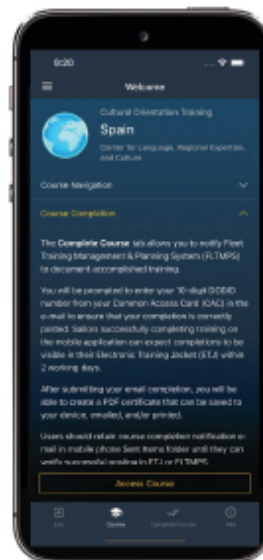 9:20
Welcome
Cultural Orientation Training
Spain
Center for Language, Regional Expertise,
and Culture
Course Navigation
Course Completion
The Complete Course tab allows you to notify Fleet
Training Management & Planning System (FLTMPS)
to document accomplished training.
You will be prompted to enter your 10-digit DODID
number from your Common Access Card (CAC) in the
e-mail to ensure that your completion is correctly
posted. Sailors successfully completing training on
the mobile application can expect completions to be
visible in their Electronic Training Jacket (ETJ) within
2 working days.
After submitting your email completion, you will be
able to create a PDF certificate that can be saved to
your device, emailed, and/or printed.
Users should retain course completion notification e-
mail in mobile phone Sent Items folder until they can
verify successful posting in ETJ or FLTMPS.
Access Course
Exit
Course
Complete Course
Info